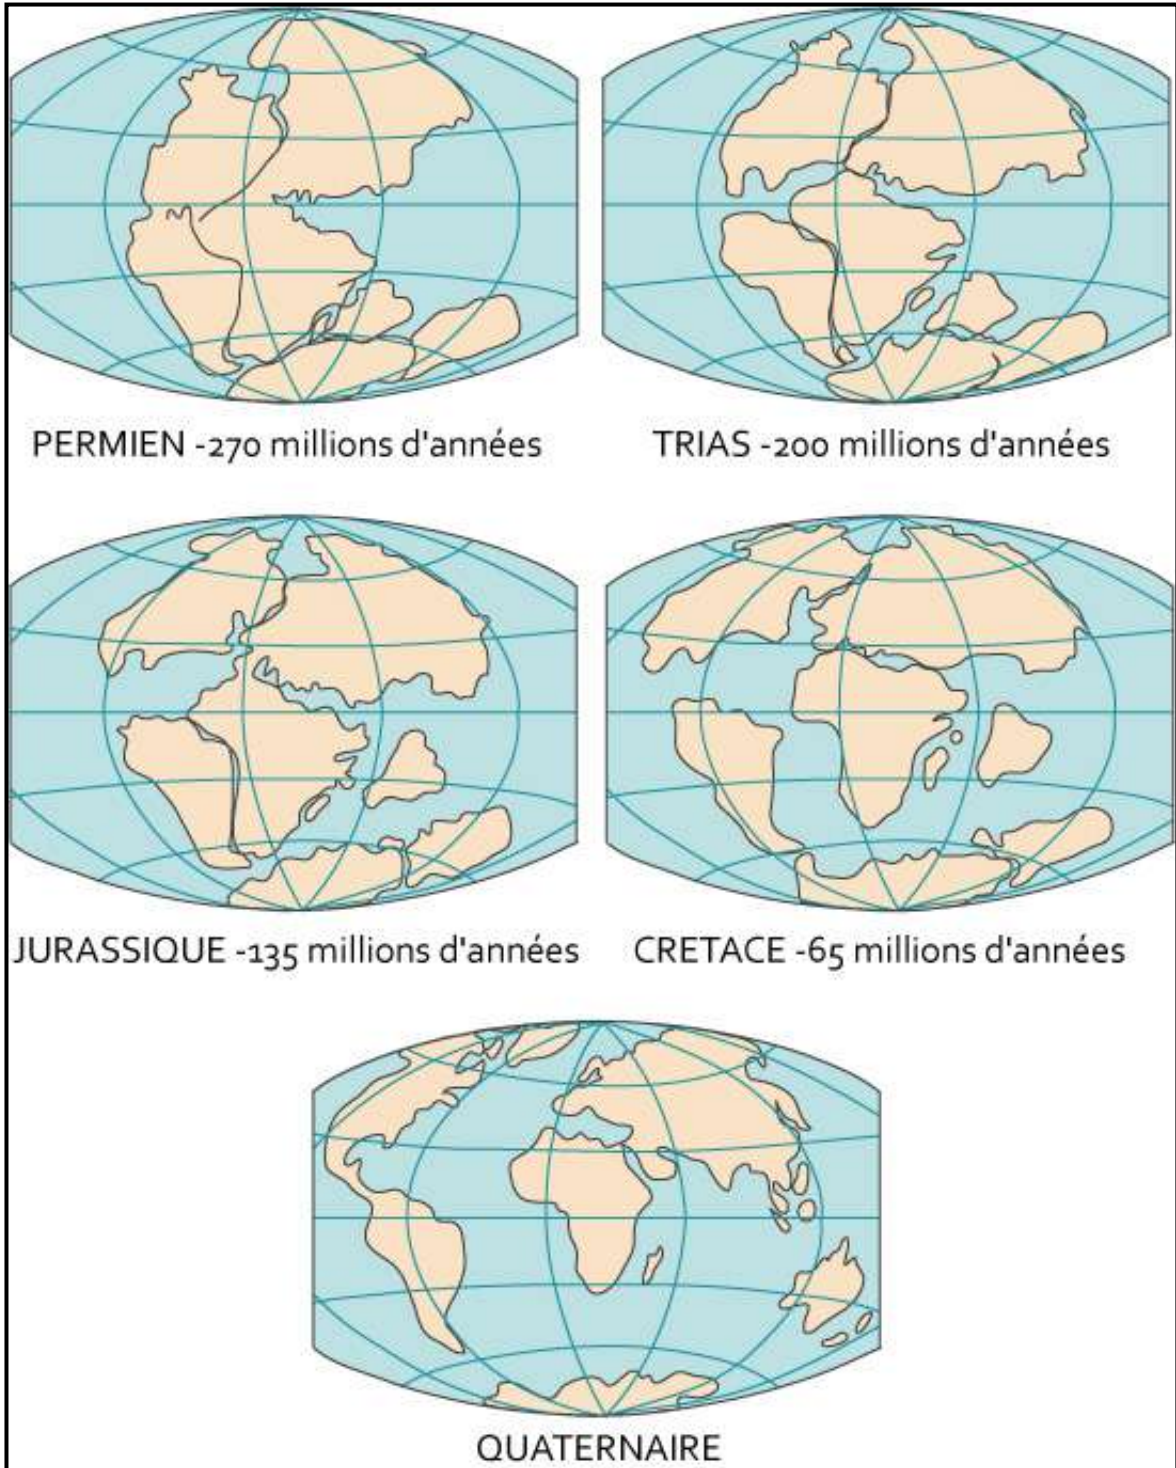 PERMIEN -270 millions d'années
TRIAS -200 millions d'années
JURASSIQUE -135 millions d'années
CRETACE -65 millions d'années
QUATERNAIRE